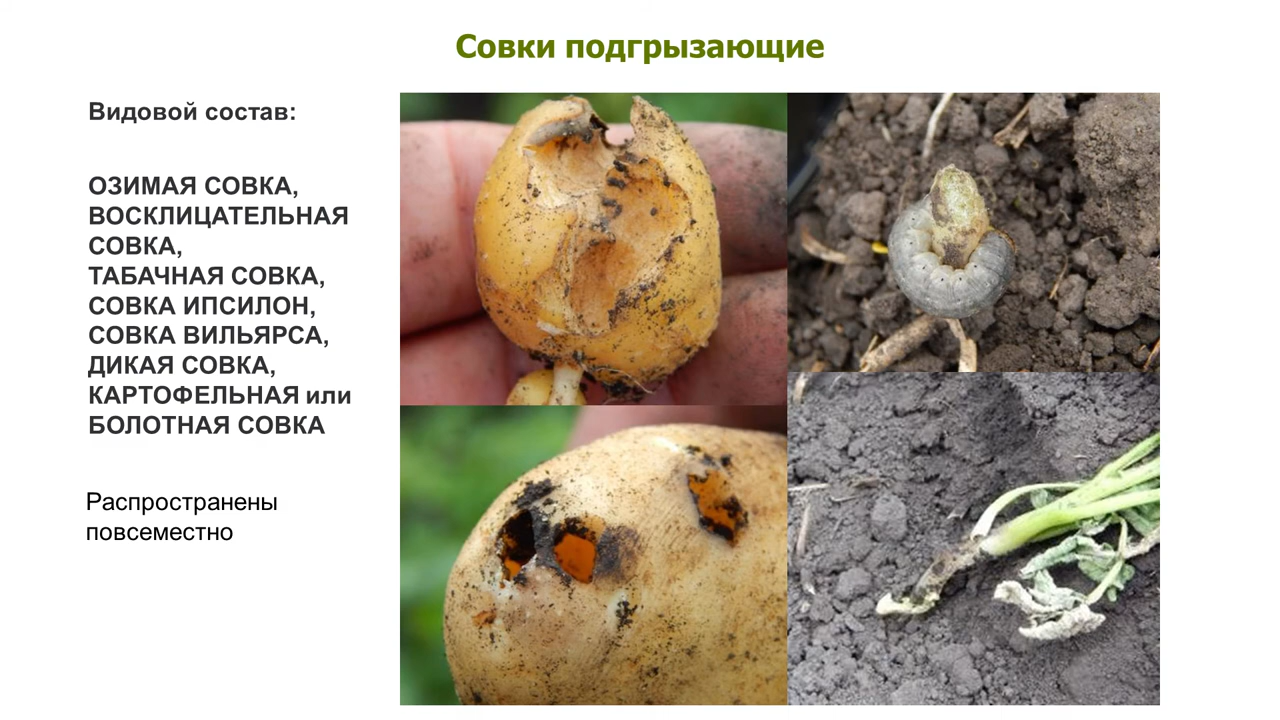 Совки подгрызающие
Видовой состав:
ОЗИМАЯ СОВКА,
ВОСКЛИЦАТЕЛЬНАЯ
СОВКА,
ТАБАЧНАЯ СОВКА,
СОВКА ИПСИЛОН,
СОВКА ВИЛЬЯРСА,
ДИКАЯ СОВКА,
КАРТОФЕЛЬНАЯ или
БОЛОТНАЯ СОВКА
Распространены
повсеместно